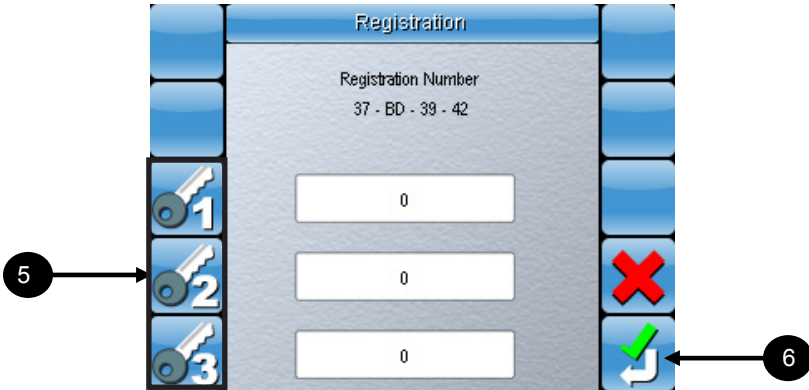 Registration
Registration Number
37 - BD - 39 - 42
1
0
5
2
0
3
0
6